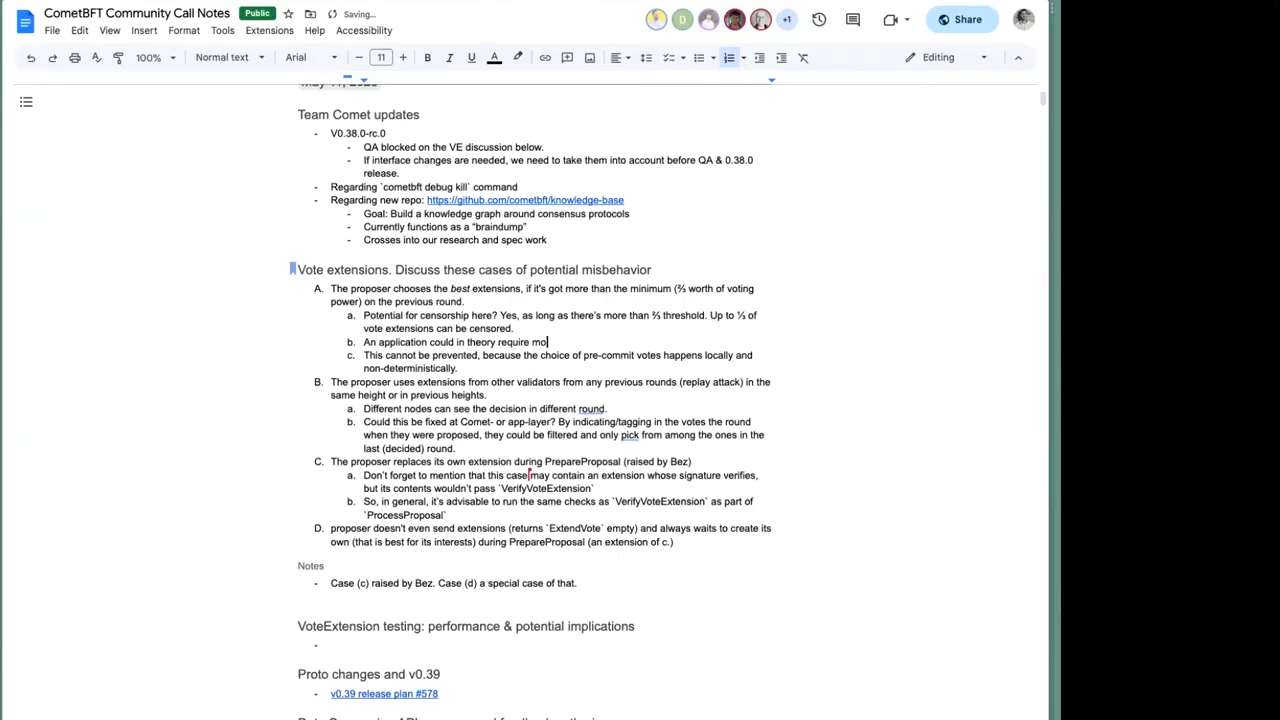 CometBFT Community Call Notes Public Saving...
File Edit View Insert Format Tools Extensions Help Accessibility
D +1 Share
100% Normal text Arial 11 B I U A Editing
Team Comet updates
- V0.38.0-rc.0
- QA blocked on the VE discussion below.
- If interface changes are needed, we need to take them into account before QA & 0.38.0
release.
- Regarding `cometbft debug kill` command
- Regarding new repo: https://github.com/cometbft/knowledge-base
- Goal: Build a knowledge graph around consensus protocols
- Currently functions as a “braindump”
- Crosses into our research and spec work
Vote extensions. Discuss these cases of potential misbehavior
A. The proposer chooses the best extensions, if it's got more than the minimum (⅔ worth of voting
power) on the previous round.
a. Potential for censorship here? Yes, as long as there's more than ⅔ threshold. Up to ⅓ of
vote extensions can be censored.
b. An application could in theory require mo
c. This cannot be prevented, because the choice of pre-commit votes happens locally and
non-deterministically.
B. The proposer uses extensions from other validators from any previous rounds (replay attack) in the
same height or in previous heights.
a. Different nodes can see the decision in different round.
b. Could this be fixed at Comet- or app-layer? By indicating/tagging in the votes the round
when they were proposed, they could be filtered and only pick from among the ones in the
last (decided) round.
C. The proposer replaces its own extension during PrepareProposal (raised by Bez)
a. Don't forget to mention that this case may contain an extension whose signature verifies,
but its contents wouldn't pass `VerifyVoteExtension`
b. So, in general, it's advisable to run the same checks as `VerifyVoteExtension` as part of
`ProcessProposal`
D. proposer doesn't even send extensions (returns `ExtendVote` empty) and always waits to create its
own (that is best for its interests) during PrepareProposal (an extension of c.)
Notes
- Case (c) raised by Bez. Case (d) a special case of that.
VoteExtension testing: performance & potential implications
-
Proto changes and v0.39
- v0.39 release plan #578